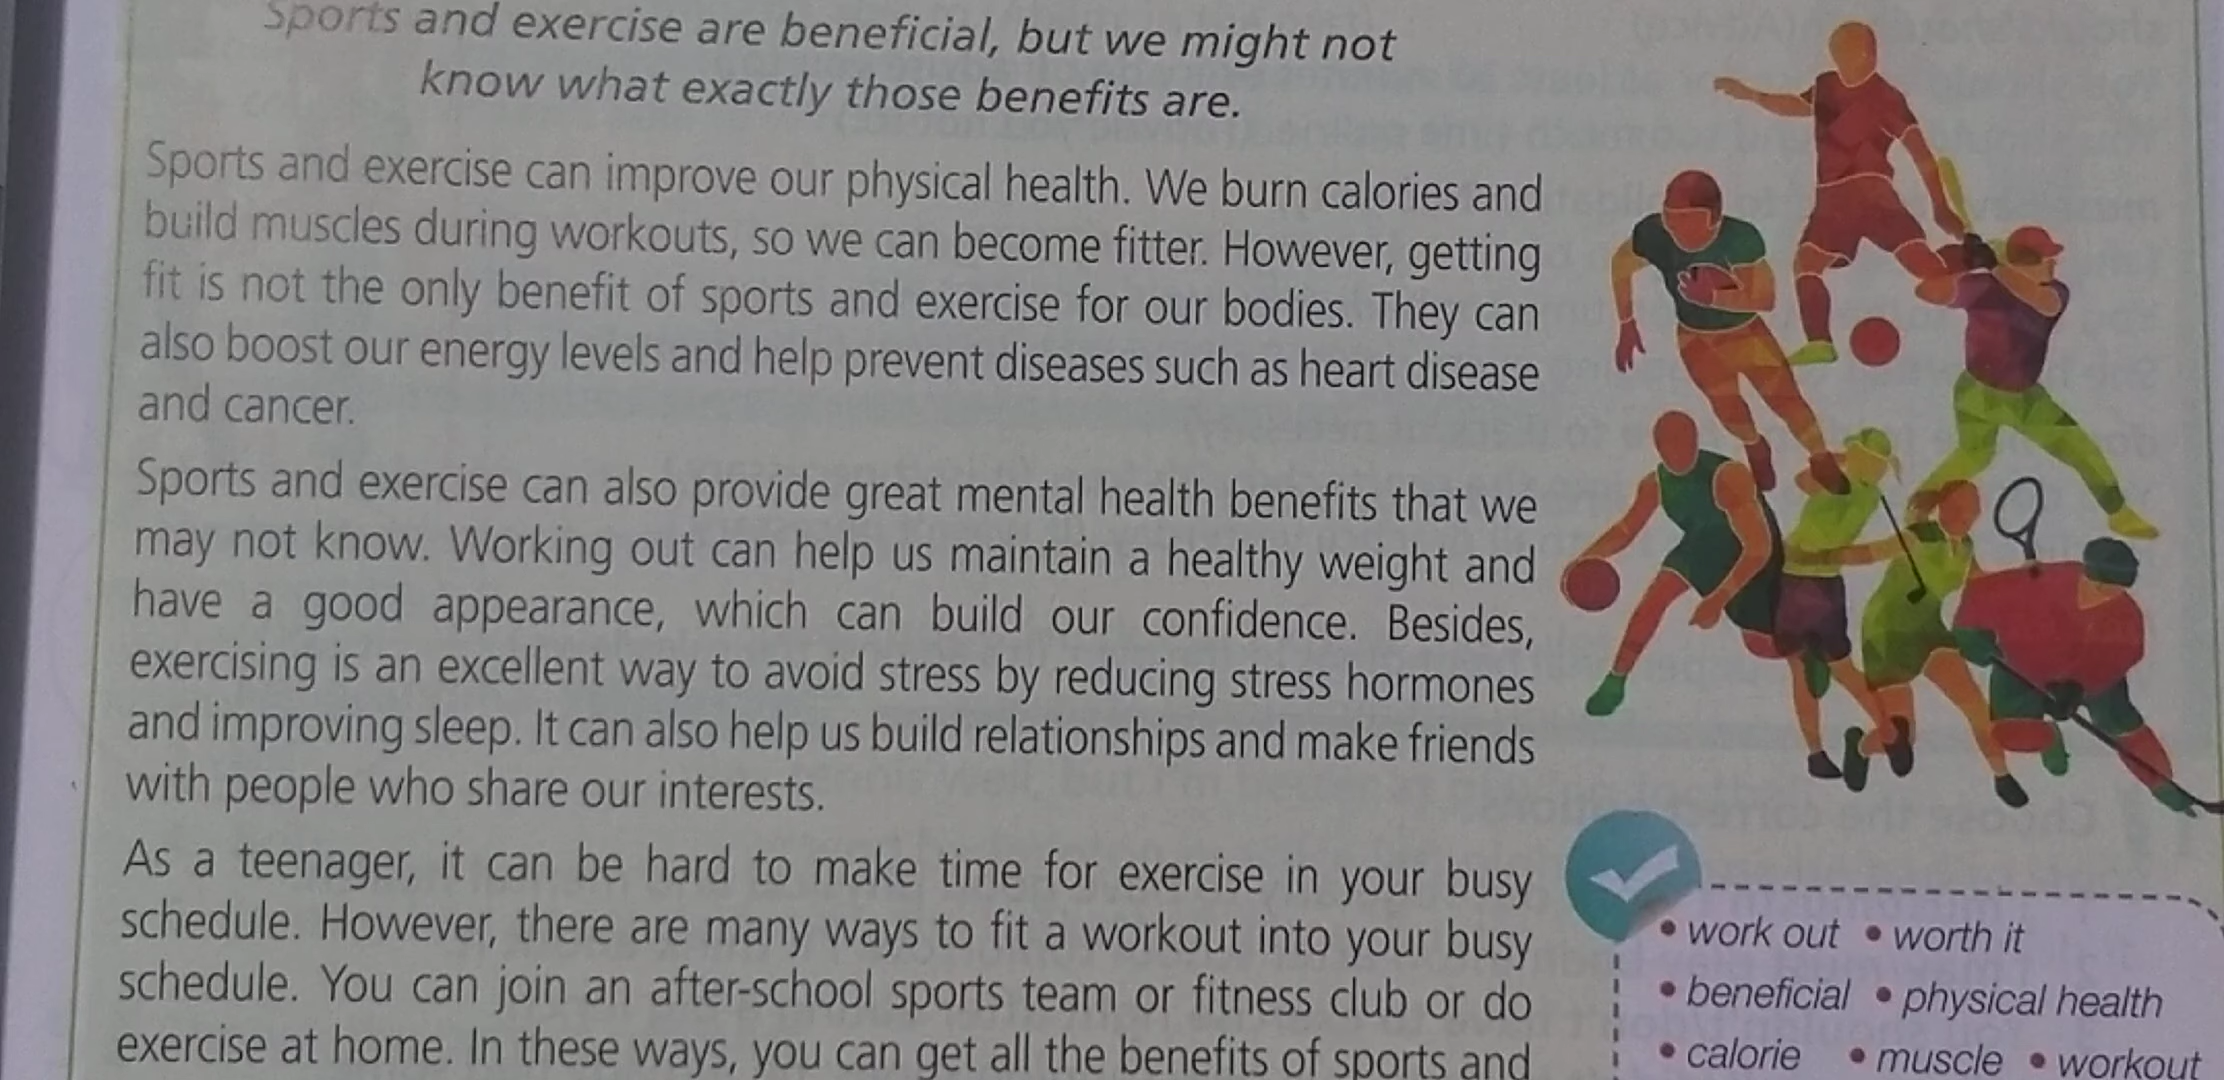 Sports and exercise are beneficial, but we might not
know what exactly those benefits are.
Sports and exercise can improve our physical health. We burn calories and
build muscles during workouts, so we can become fitter. However, getting
fit is not the only benefit of sports and exercise for our bodies. They can
also boost our energy levels and help prevent diseases such as heart disease
and cancer.
Sports and exercise can also provide great mental health benefits that we
may not know. Working out can help us maintain a healthy weight and
have a good appearance, which can build our confidence. Besides,
exercising is an excellent way to avoid stress by reducing stress hormones
and improving sleep. It can also help us build relationships and make friends
with people who share our interests.
As a teenager, it can be hard to make time for exercise in your busy
schedule. However, there are many ways to fit a workout into your busy
schedule. You can join an after-school sports team or fitness club or do
exercise at home. In these ways, you can get all the benefits of sports and
• work out • worth it
• beneficial • physical health
• calorie • muscle • workout